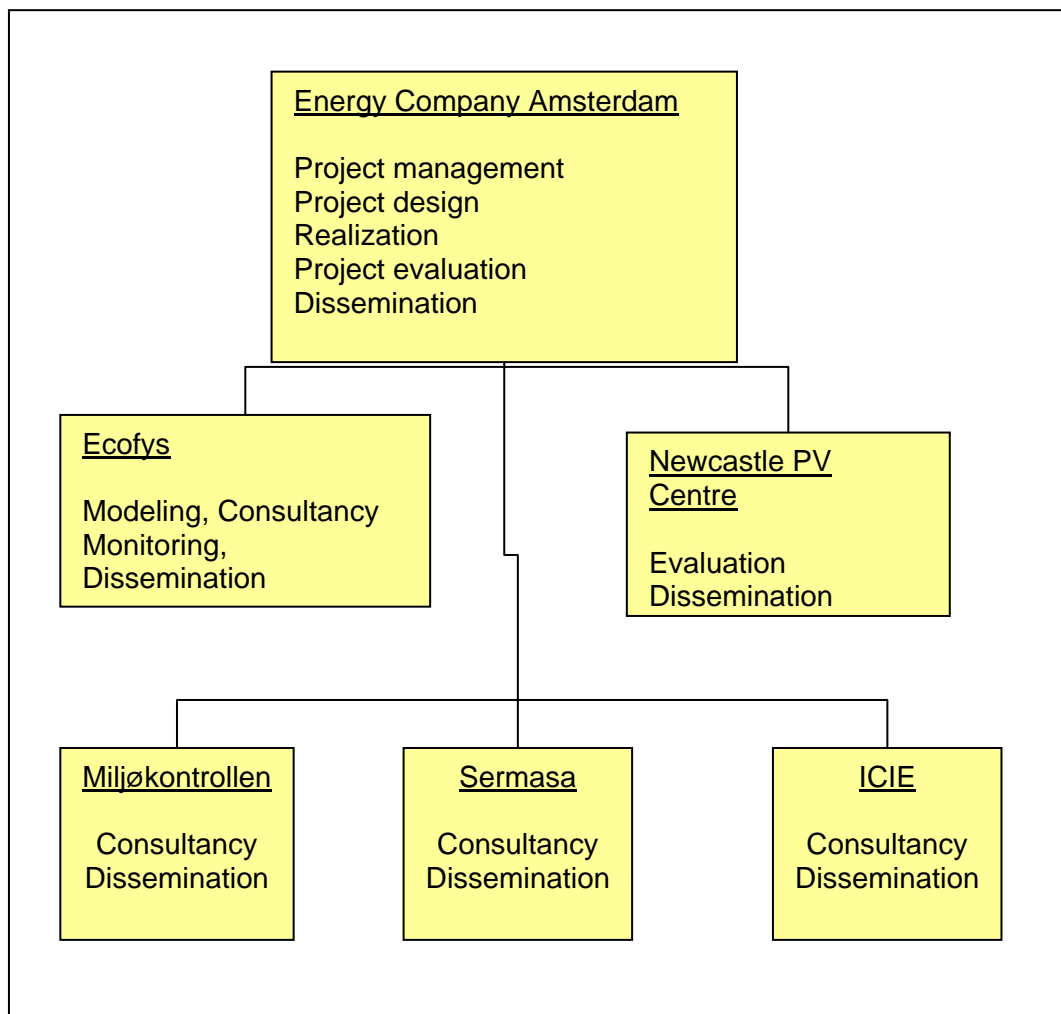 Energy Company Amsterdam
Project management
Project design
Realization
Project evaluation
Dissemination
Ecofys
Modeling, Consultancy
Monitoring,
Dissemination
Newcastle PV
Centre
Evaluation
Dissemination
Miljøkontrollen
Consultancy
Dissemination
Sermasa
Consultancy
Dissemination
ICIE
Consultancy
Dissemination